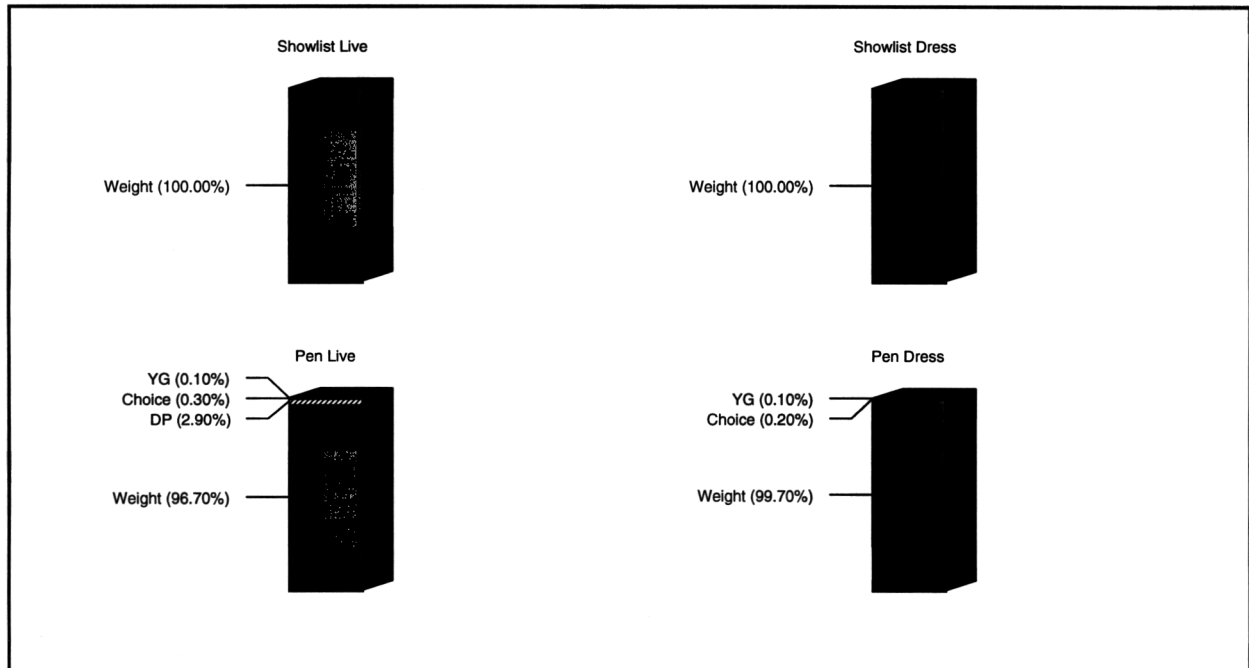 Showlist Live
Showlist Dress
Weight (100.00%)
Weight (100.00%)
Pen Live
Pen Dress
YG (0.10%)
Choice (0.30%)
DP (2.90%)
YG (0.10%)
Choice (0.20%)
Weight (96.70%)
Weight (99.70%)